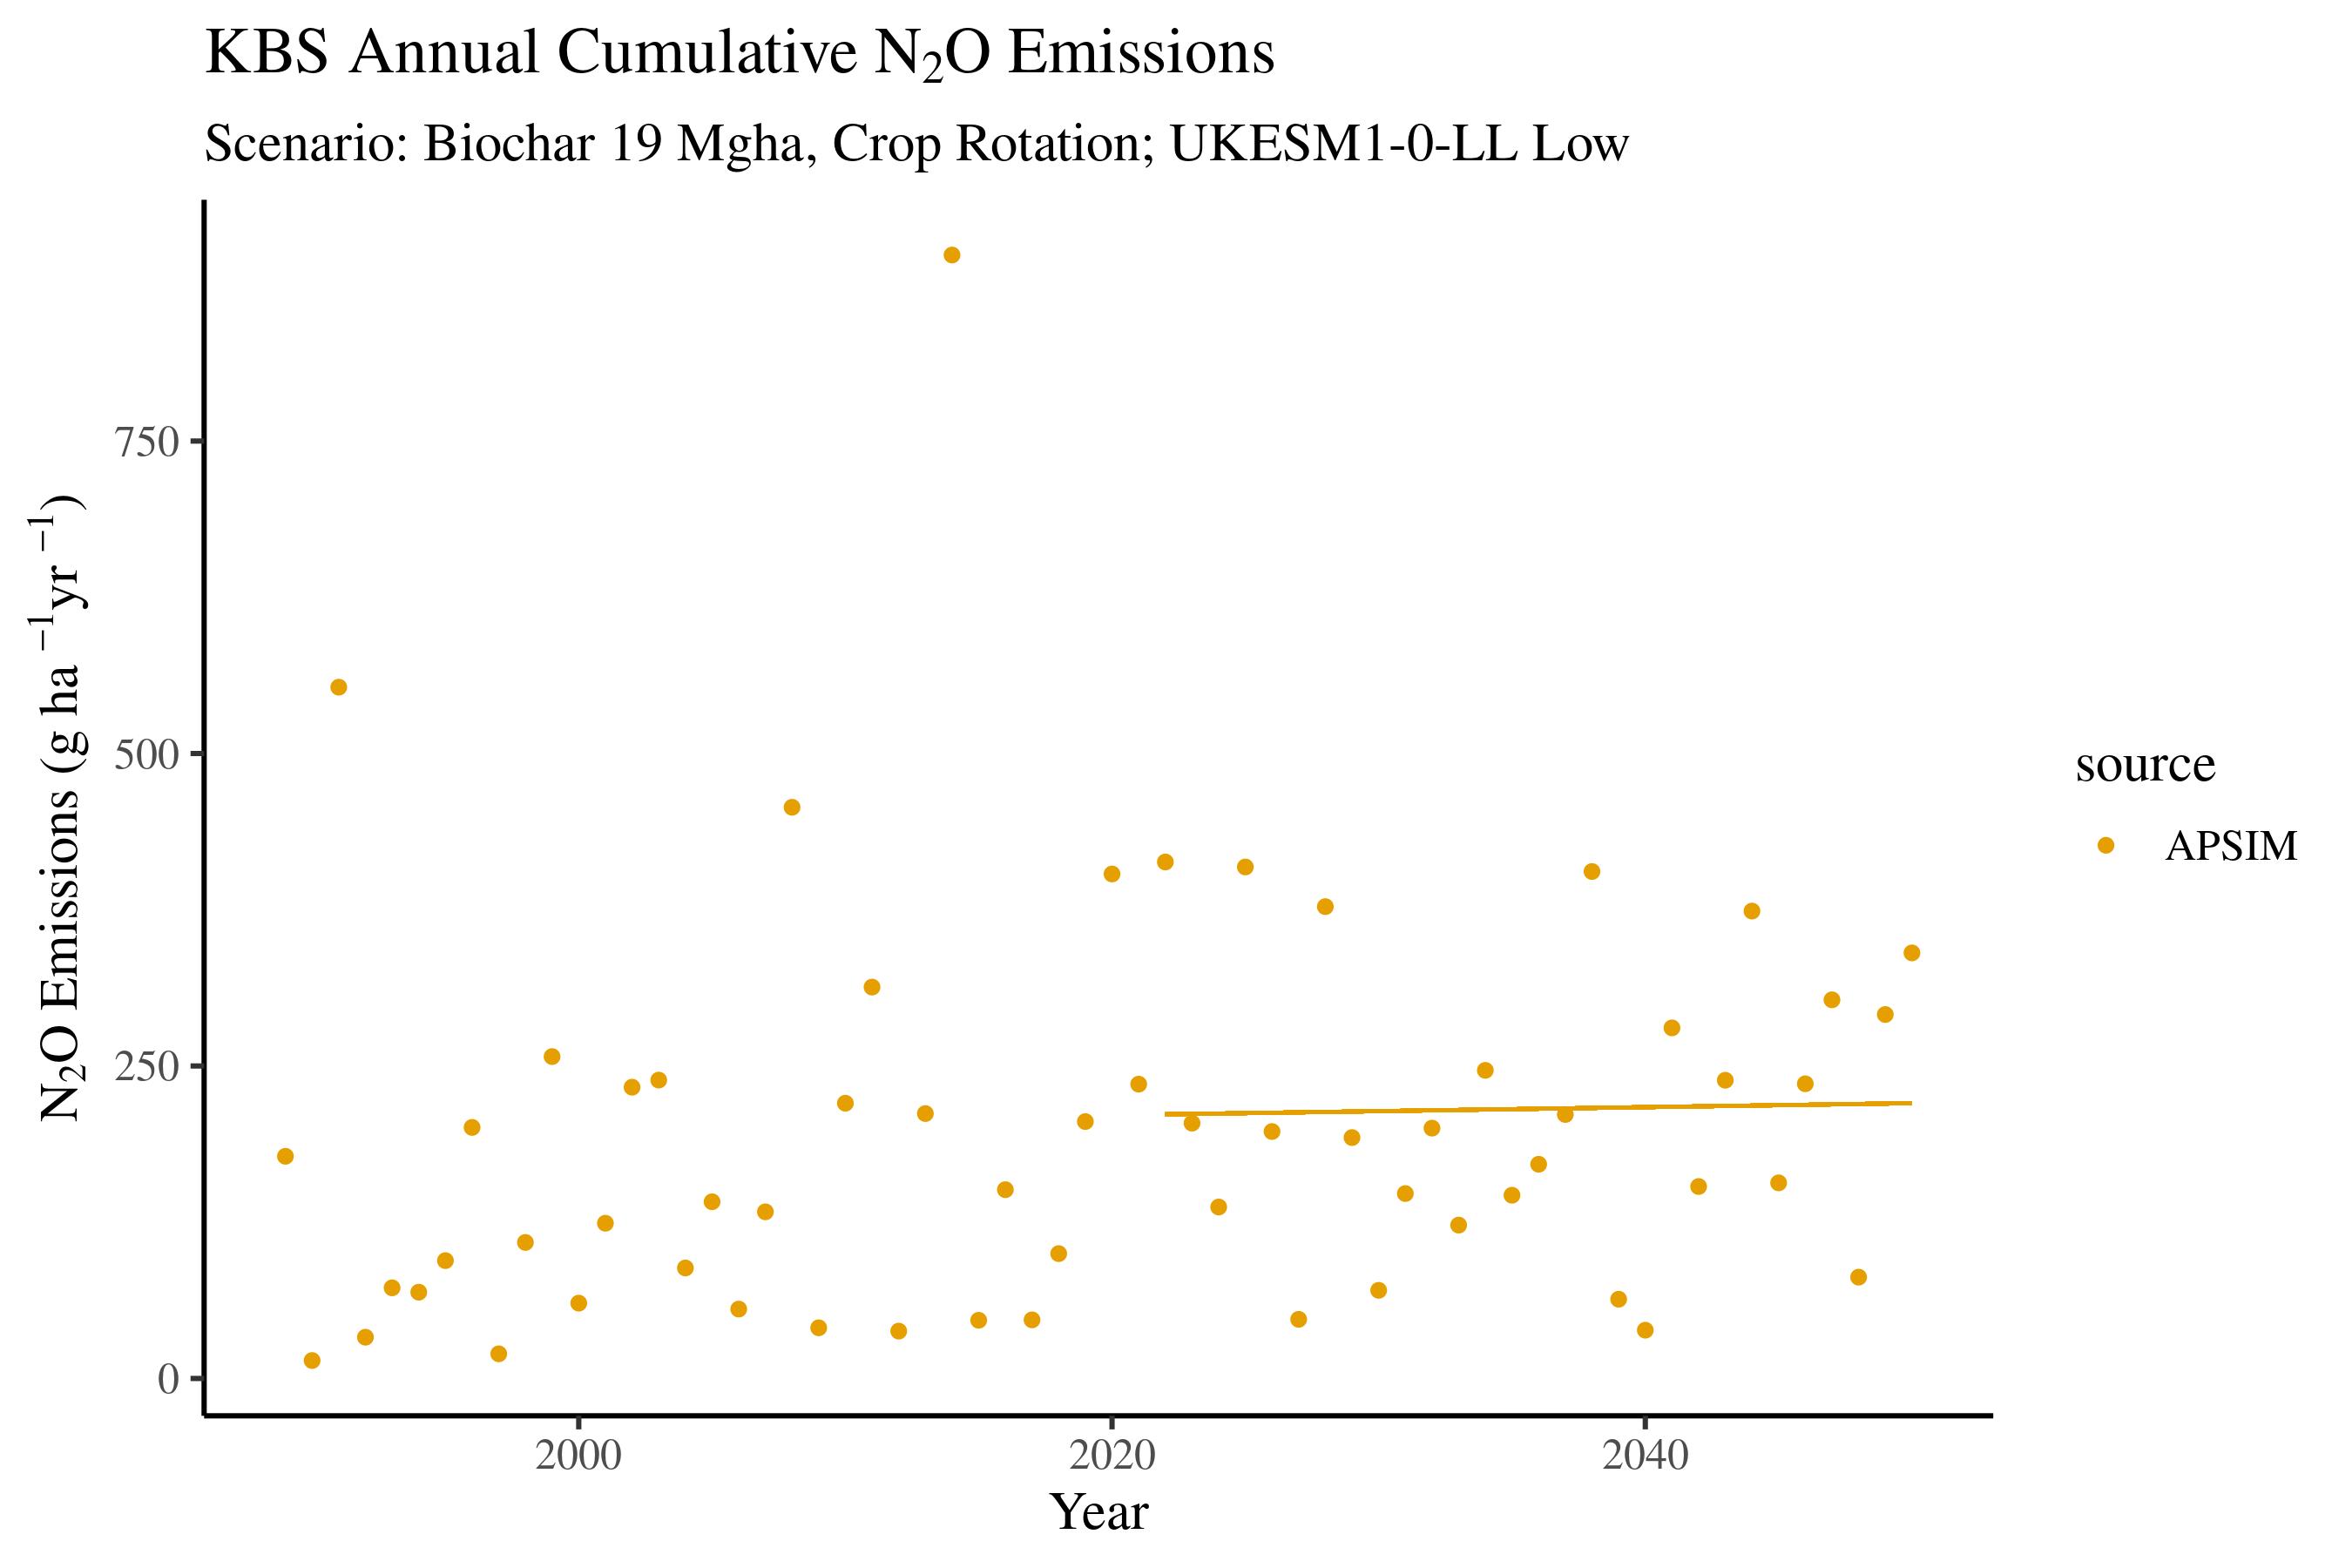 KBS Annual Cumulative N₂O Emissions
Scenario: Biochar 19 Mgha, Crop Rotation; UKESM1-0-LL Low
N₂O Emissions (g ha⁻¹yr⁻¹)
750
500
250
0
2000
2020
2040
Year
source
APSIM